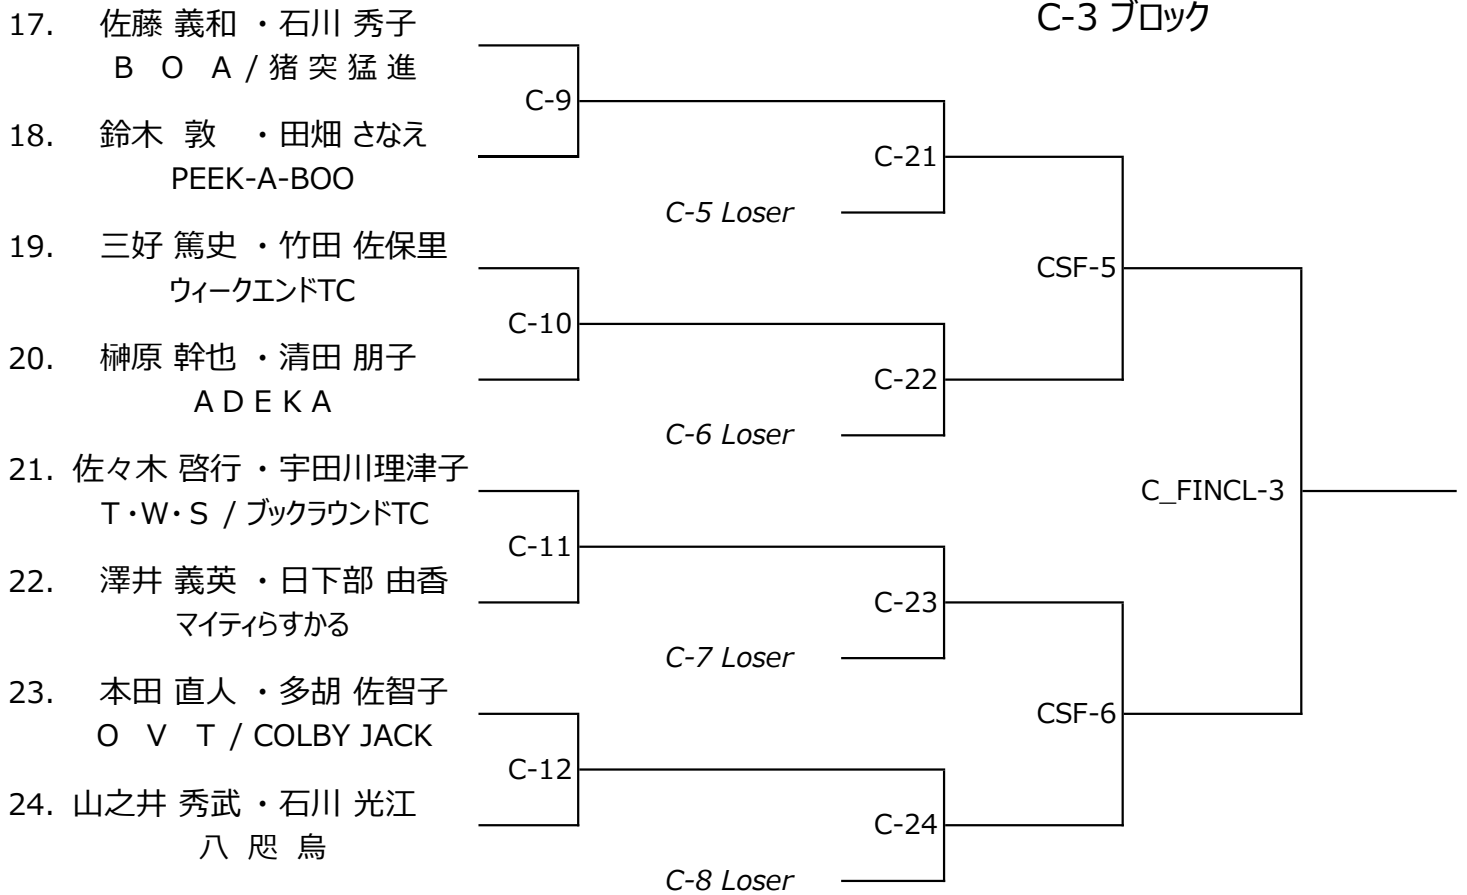 C-3 ブロック
17. 佐藤 義和 ・石川 秀子
B O A / 猪 突 猛 進
C-9
18. 鈴木 敦 ・田畑 さなえ
PEEK-A-BOO
C-21
C-5 Loser
19. 三好 篤史 ・竹田 佐保里
ウィークエンドTC
CSF-5
C-10
20. 榊原 幹也 ・清田 朋子
A D E K A
C-22
C-6 Loser
21. 佐々木 啓行 ・宇田川理津子
T・W・S / ブックラウンドTC
C_FINCL-3
C-11
22. 澤井 義英 ・日下部 由香
マイティらすかる
C-23
C-7 Loser
23. 本田 直人 ・多胡 佐智子
O V T / COLBY JACK
CSF-6
C-12
24. 山之井 秀武 ・石川 光江
八 咫 烏
C-24
C-8 Loser